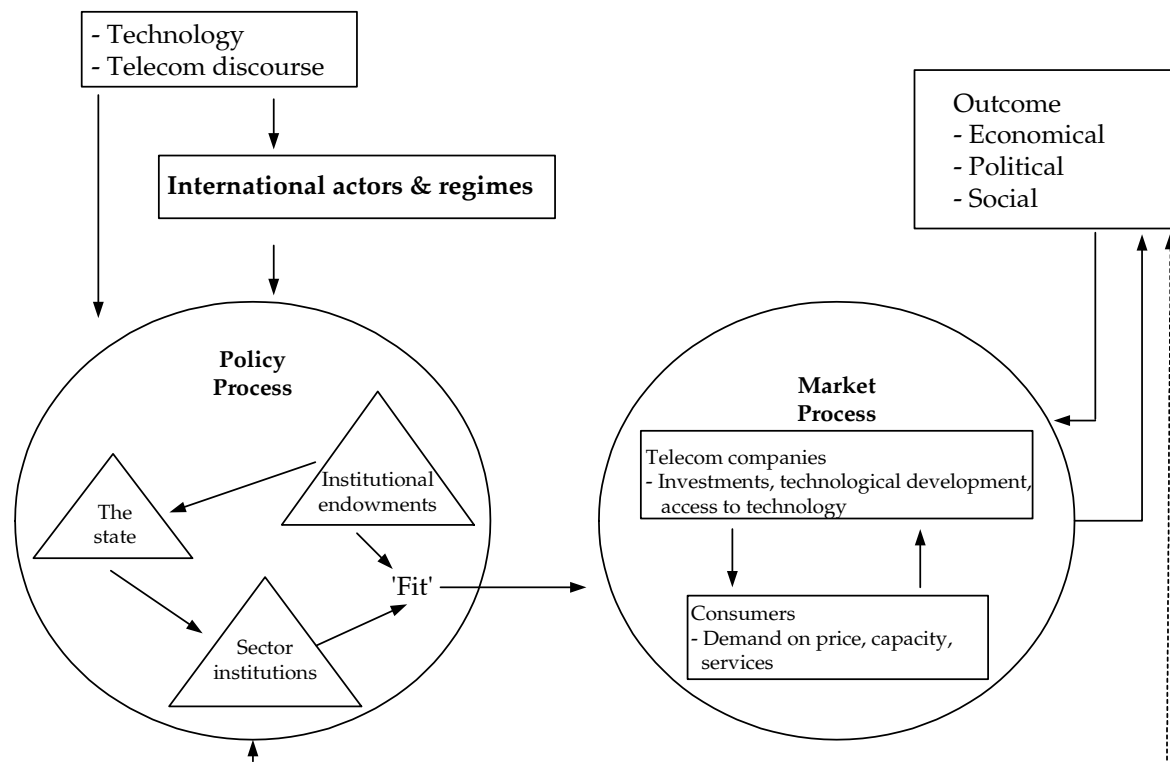 - Technology
- Telecom discourse
International actors & regimes
Outcome
- Economical
- Political
- Social
Policy
Process
Institutional
endowments
The
state
'Fit'
Sector
institutions
Market
Process
Telecom companies
- Investments, technological development,
access to technology
Consumers
- Demand on price, capacity,
services